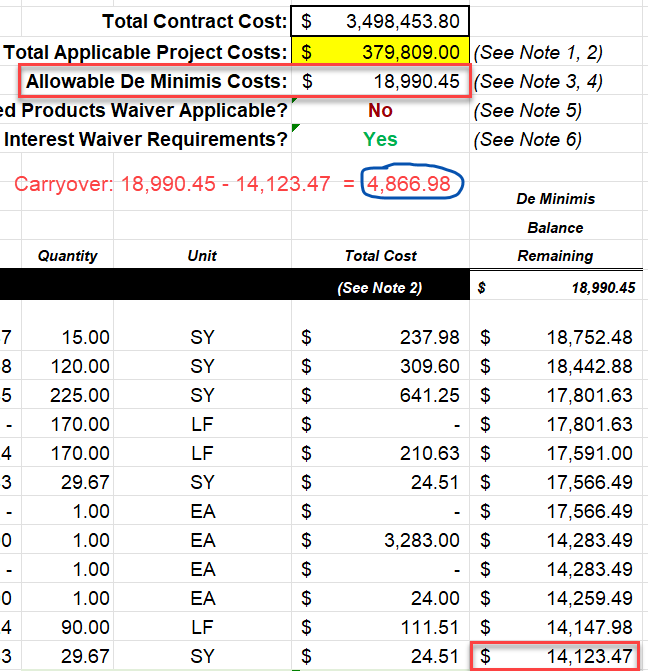 Total Contract Cost: $ 3,498,453.80
Total Applicable Project Costs: $ 379,809.00 (See Note 1, 2)
Allowable De Minimis Costs: $ 18,990.45 (See Note 3, 4)
ed Products Waiver Applicable? No (See Note 5)
Interest Waiver Requirements? Yes (See Note 6)
Carryover: 18,990.45 - 14,123.47 = 4,866.98
De Minimis
Balance
Quantity Unit Total Cost Remaining
(See Note 2) $ 18,990.45
7 15.00 SY $ 237.98 $ 18,752.48
8 120.00 SY $ 309.60 $ 18,442.88
5 225.00 SY $ 641.25 $ 17,801.63
- 170.00 LF $ - $ 17,801.63
4 170.00 LF $ 210.63 $ 17,591.00
3 29.67 SY $ 24.51 $ 17,566.49
- 1.00 EA $ - $ 17,566.49
0 1.00 EA $ 3,283.00 $ 14,283.49
- 1.00 EA $ - $ 14,283.49
0 1.00 EA $ 24.00 $ 14,259.49
4 90.00 LF $ 111.51 $ 14,147.98
3 29.67 SY $ 24.51 $ 14,123.47